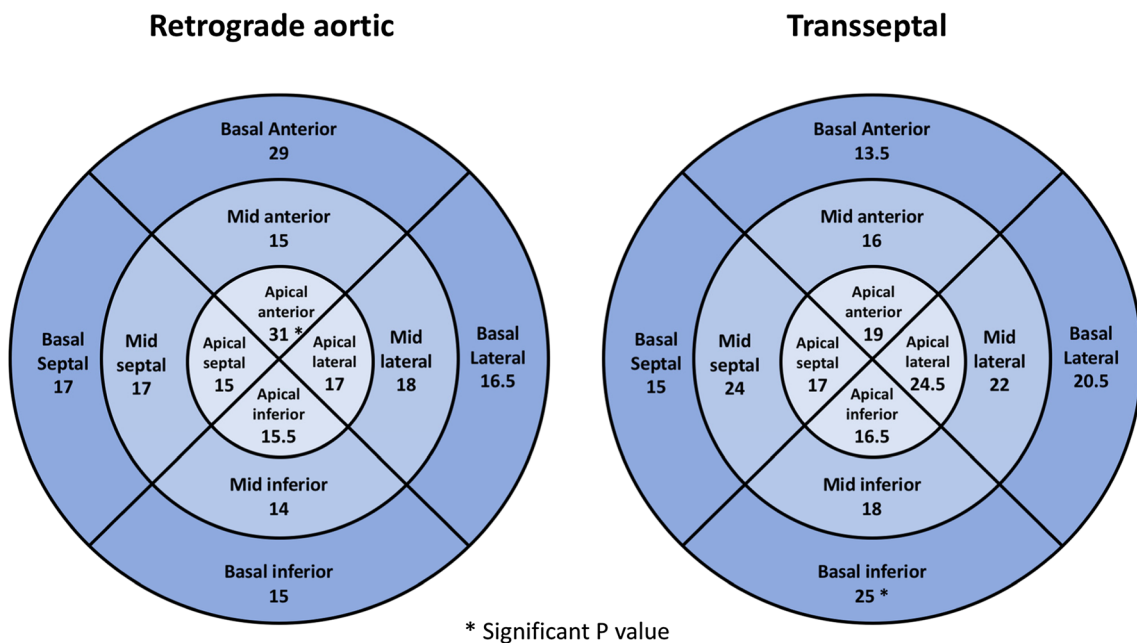 Retrograde aortic
Basal Anterior
29
Mid anterior
15
Apical
anterior
31 *
Basal
Septal
17
Mid
septal
17
Apical
septal
15
Apical
lateral
17
Mid
lateral
18
Basal
Lateral
16.5
Apical
inferior
15.5
Mid inferior
14
Basal inferior
15
Transseptal
Basal Anterior
13.5
Mid anterior
16
Apical
anterior
19
Basal
Septal
15
Mid
septal
24
Apical
septal
17
Apical
lateral
24.5
Mid
lateral
22
Basal
Lateral
20.5
Apical
inferior
16.5
Mid inferior
18
Basal inferior
25 *
* Significant P value